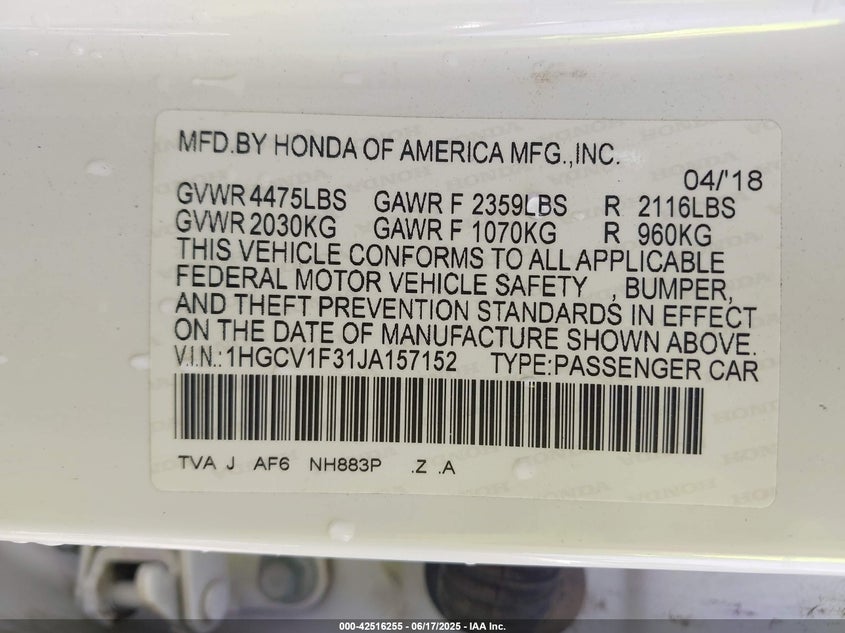 MFD.BY HONDA OF AMERICA MFG.,INC.
04/'18
GVWR 4475LBS GAWR F 2359LBS R 2116LBS
GVWR 2030KG GAWR F 1070KG R 960KG
THIS VEHICLE CONFORMS TO ALL APPLICABLE
FEDERAL MOTOR VEHICLE SAFETY , BUMPER,
AND THEFT PREVENTION STANDARDS IN EFFECT
ON THE DATE OF MANUFACTURE SHOWN ABOVE.
V.I.N.:1HGCV1F31JA157152 TYPE:PASSENGER CAR
TVA J AF6 NH883P .Z .A
000-42516255 - 06/17/2025 - IAA Inc.